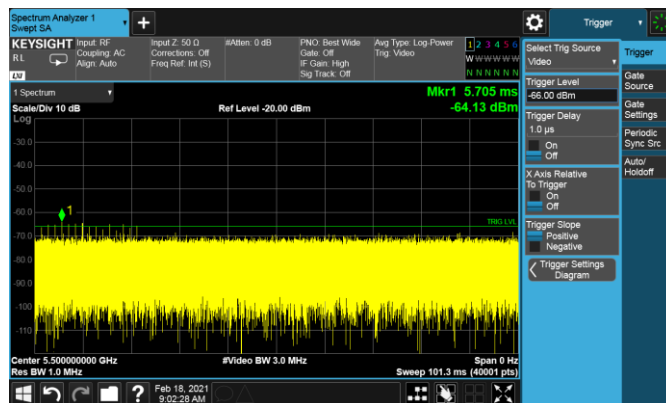 Spectrum Analyzer 1
Swept SA
+
Trigger
KEYSIGHT
RL
LXI
Input: RF
Coupling: AC
Align: Auto
Input Z: 50 Ω
Corrections: Off
Freq Ref: Int (S)
#Atten: 0 dB
PNO: Best Wide
Gate: Off
IF Gain: High
Sig Track: Off
Avg Type: Log-Power
Trig: Video
1 2 3 4 5 6
W W W W W W
N N N N N N
1 Spectrum
Scale/Div 10 dB
Log
Ref Level -20.00 dBm
Mkr1 5.705 ms
-64.13 dBm
-30.0
-40.0
-50.0
-60.0
-70.0
-80.0
-90.0
-100
-110
1
TRIG LVL
Center 5.500000000 GHz
Res BW 1.0 MHz
#Video BW 3.0 MHz
Span 0 Hz
Sweep 101.3 ms (40001 pts)
Select Trig Source
Video
Trigger Level
-66.00 dBm
Trigger Delay
1.0 µs
On
Off
X Axis Relative
To Trigger
On
Off
Trigger Slope
Positive
Negative
Trigger Settings
Diagram
Trigger
Gate
Source
Gate
Settings
Periodic
Sync Src
Auto/
Holdoff
?
Feb 18, 2021
9:02:28 AM